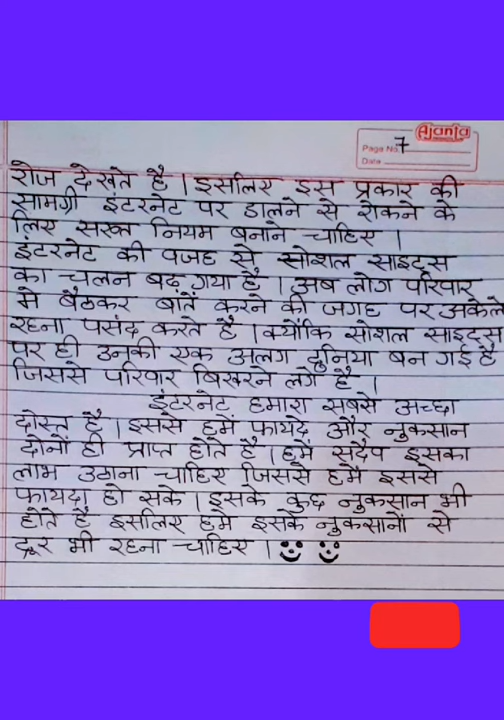 Ajanta
Page No. 7
Date
रोज देखते है । इसलिए इस प्रकार की
सामग्री इंटरनेट पर डालने से रोकने के
लिए सख्त नियम बनाने चाहिए ।
इंटरनेट की वजह से सोशल साइट्स
का चलन बढ़ गया है । अब लोग परिवार
मे बैठकर बातें करने की जगह पर अकेले
रहना पसंद करते है । क्योंकि सोशल साइट्स
पर ही उनकी एक अलग दुनिया बन गई है
जिससे परिवार बिखरने लगे है ।
इंटरनेट हमारा सबसे अच्छा
दोस्त है । इससे हमें फायदे और नुकसान
दोनों ही प्राप्त होते है । हमें सदैव इसका
लाभ उठाना चाहिए जिससे हमें इससे
फायदा हो सके । इसके कुछ नुकसान भी
होते है इसलिए हमे इसके नुकसानों से
दूर भी रहना चाहिए ।